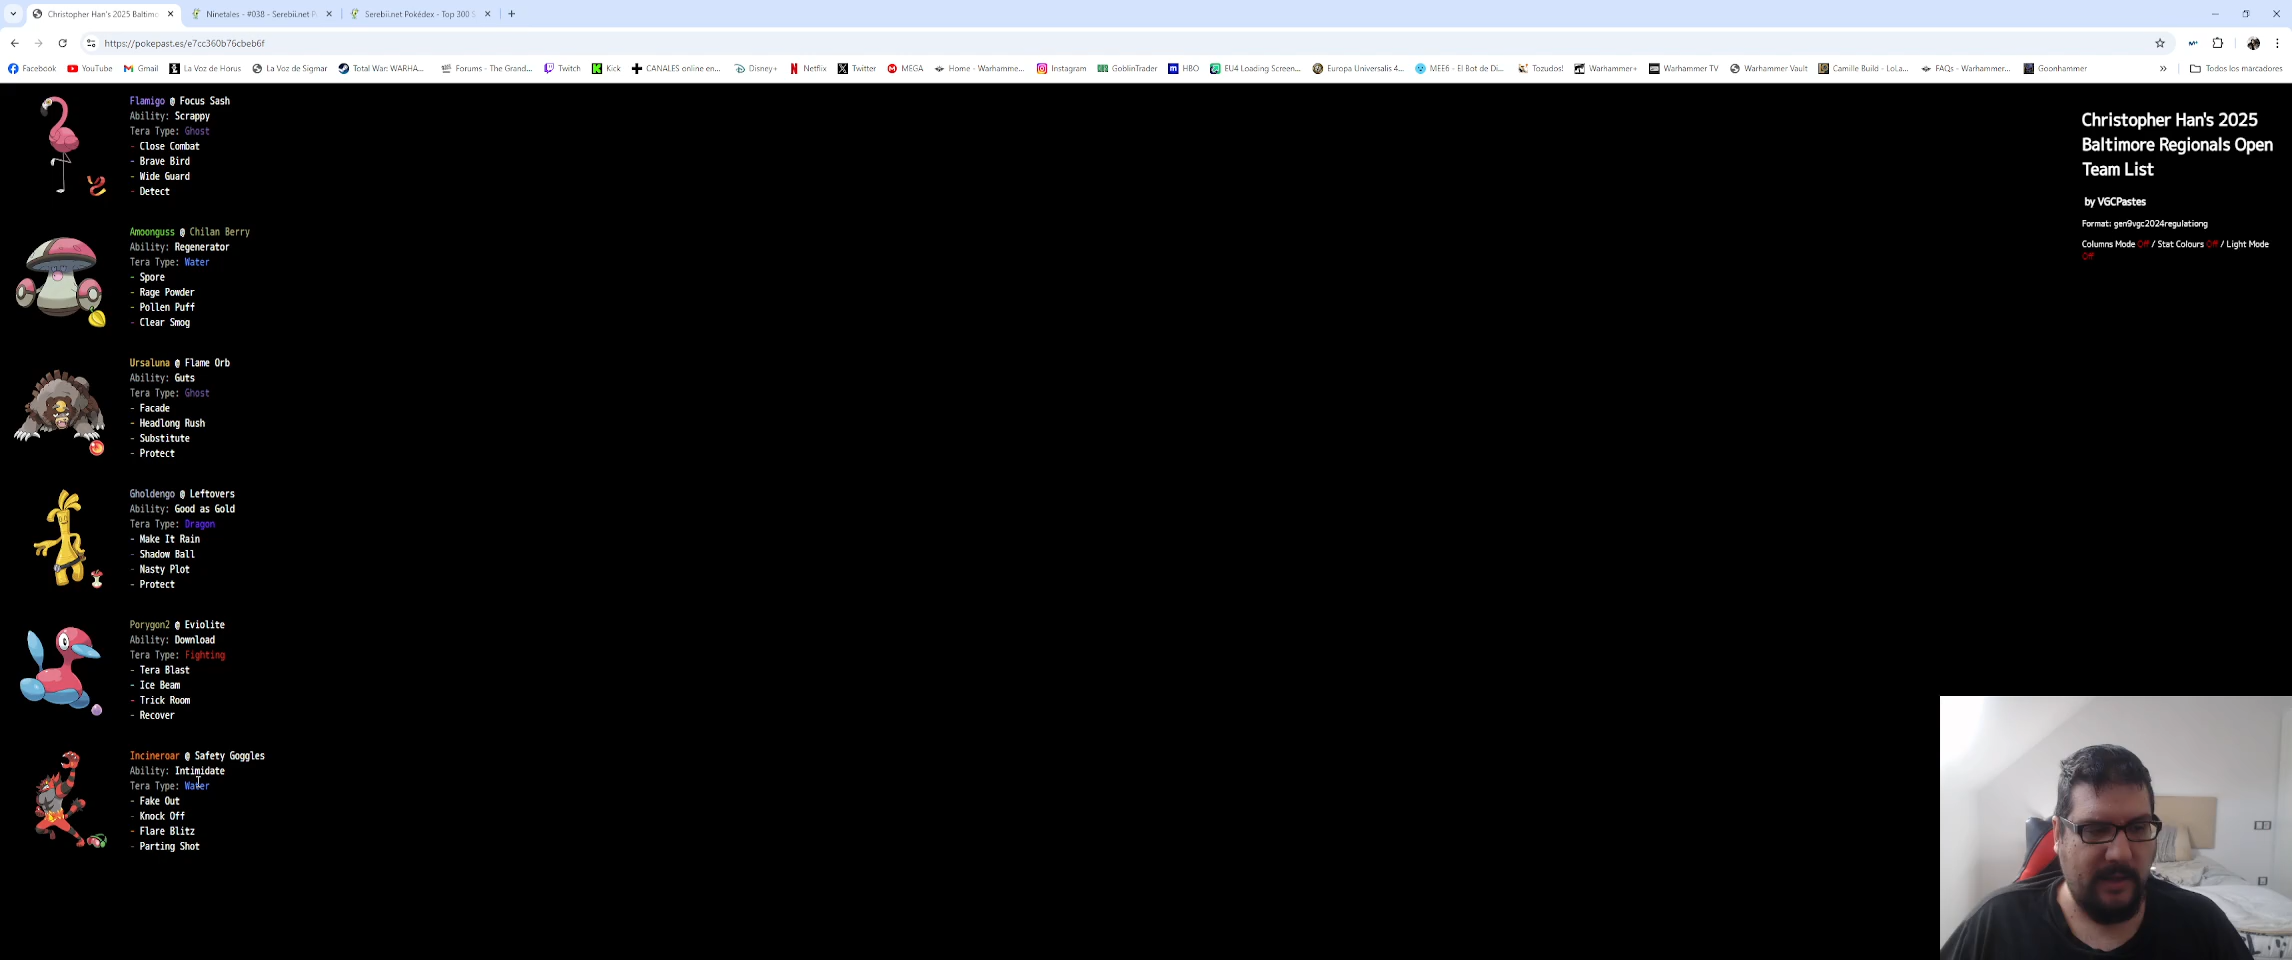 Christopher Han's 2025 Baltimo
Ninetales - #038 - Serebii.net P
Serebii.net Pokédex - Top 300 S
https://pokepast.es/e7cc360b76cbeb6f
Facebook
YouTube
Gmail
La Voz de Horus
La Voz de Sigmar
Total War: WARHA...
Forums - The Grand...
Twitch
Kick
CANALES online en...
Disney+
Netflix
Twitter
MEGA
Home - Warhamme...
Instagram
GoblinTrader
HBO
EU4 Loading Screen...
Europa Universalis 4...
MEE6 - El Bot de Di...
Tozudos!
Warhammer+
Warhammer TV
Warhammer Vault
Camille Build - LoLa...
FAQs - Warhammer...
Goonhammer
Todos los marcadores
Flamigo @ Focus Sash
Ability: Scrappy
Tera Type: Ghost
- Close Combat
- Brave Bird
- Wide Guard
- Detect
Amoonguss @ Chilan Berry
Ability: Regenerator
Tera Type: Water
- Spore
- Rage Powder
- Pollen Puff
- Clear Smog
Ursaluna @ Flame Orb
Ability: Guts
Tera Type: Ghost
- Facade
- Headlong Rush
- Substitute
- Protect
Gholdengo @ Leftovers
Ability: Good as Gold
Tera Type: Dragon
- Make It Rain
- Shadow Ball
- Nasty Plot
- Protect
Porygon2 @ Eviolite
Ability: Download
Tera Type: Fighting
- Tera Blast
- Ice Beam
- Trick Room
- Recover
Incineroar @ Safety Goggles
Ability: Intimidate
Tera Type: Water
- Fake Out
- Knock Off
- Flare Blitz
- Parting Shot
Christopher Han's 2025
Baltimore Regionals Open
Team List
by VGCPastes
Format: gen9vgc2024regulationg
Columns Mode Off / Stat Colours Off / Light Mode
Off